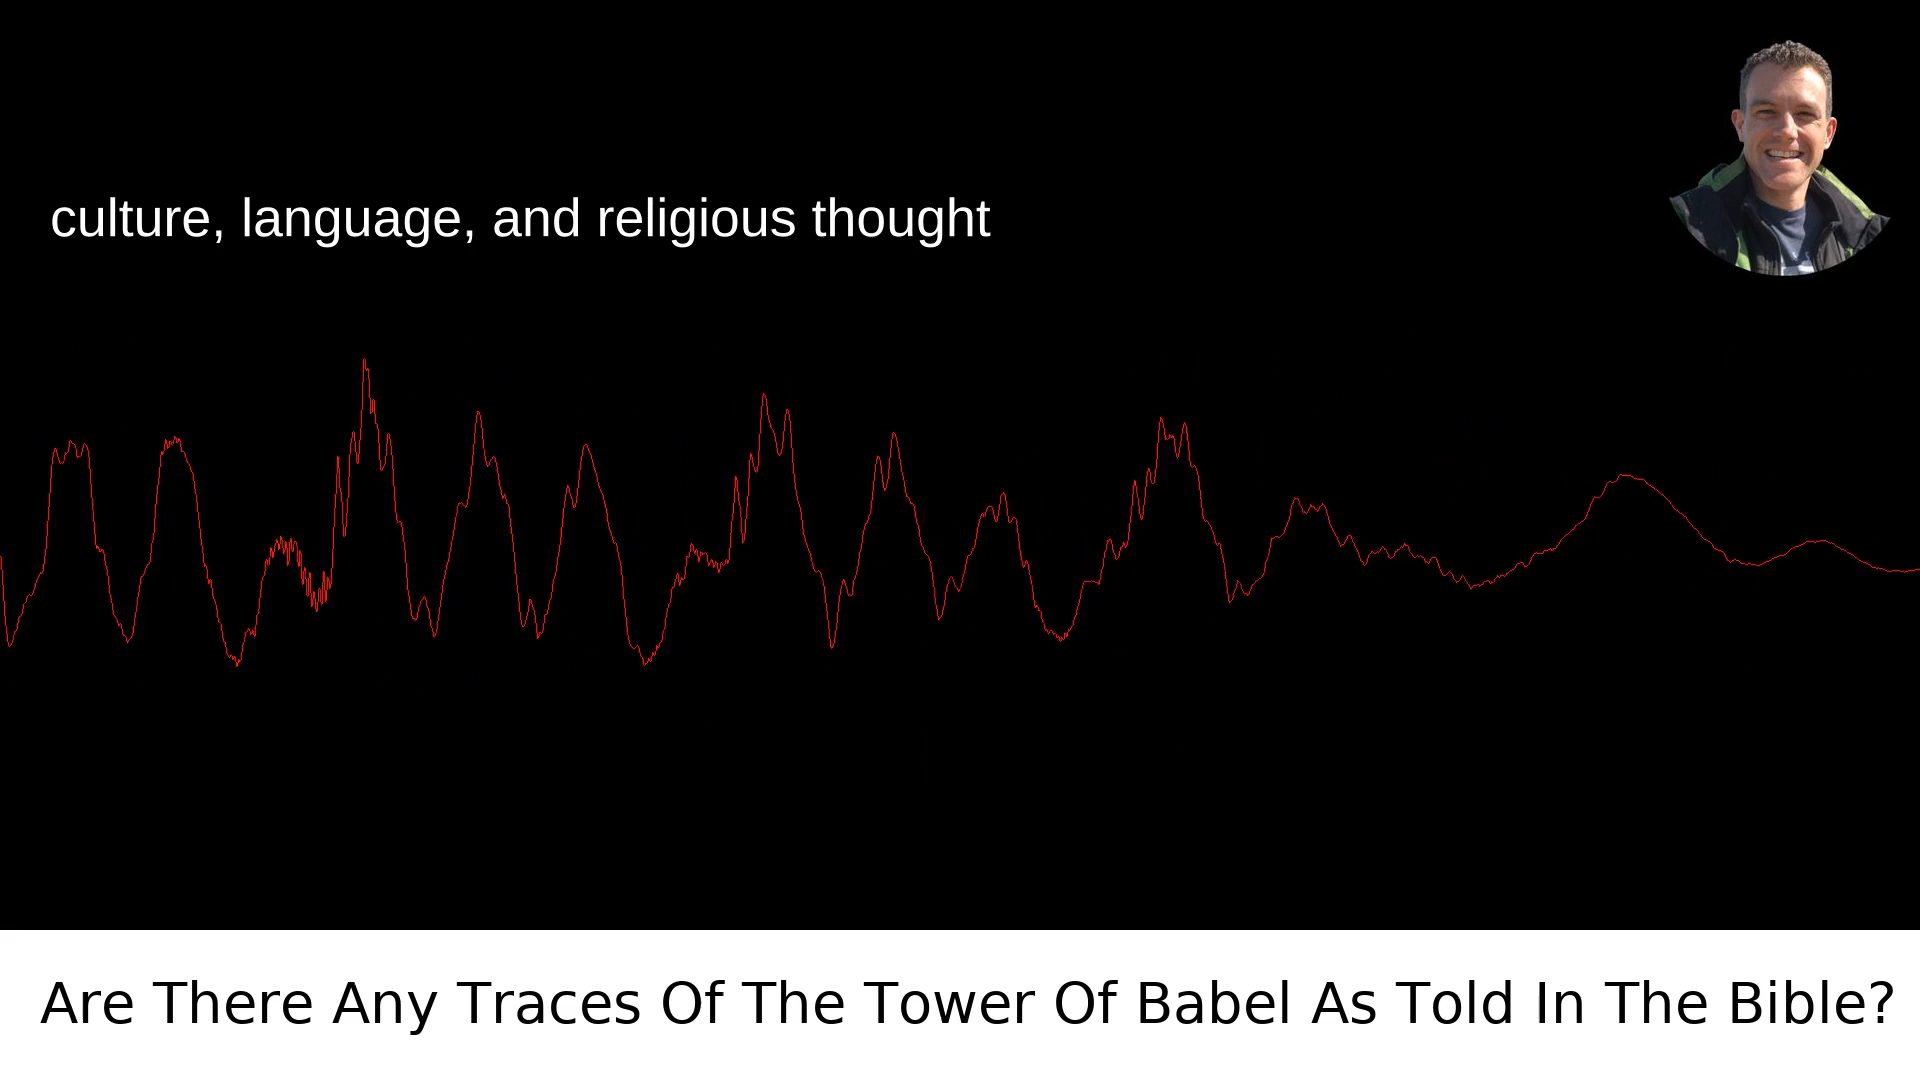 culture, language, and religious thought
Are There Any Traces Of The Tower Of Babel As Told In The Bible?